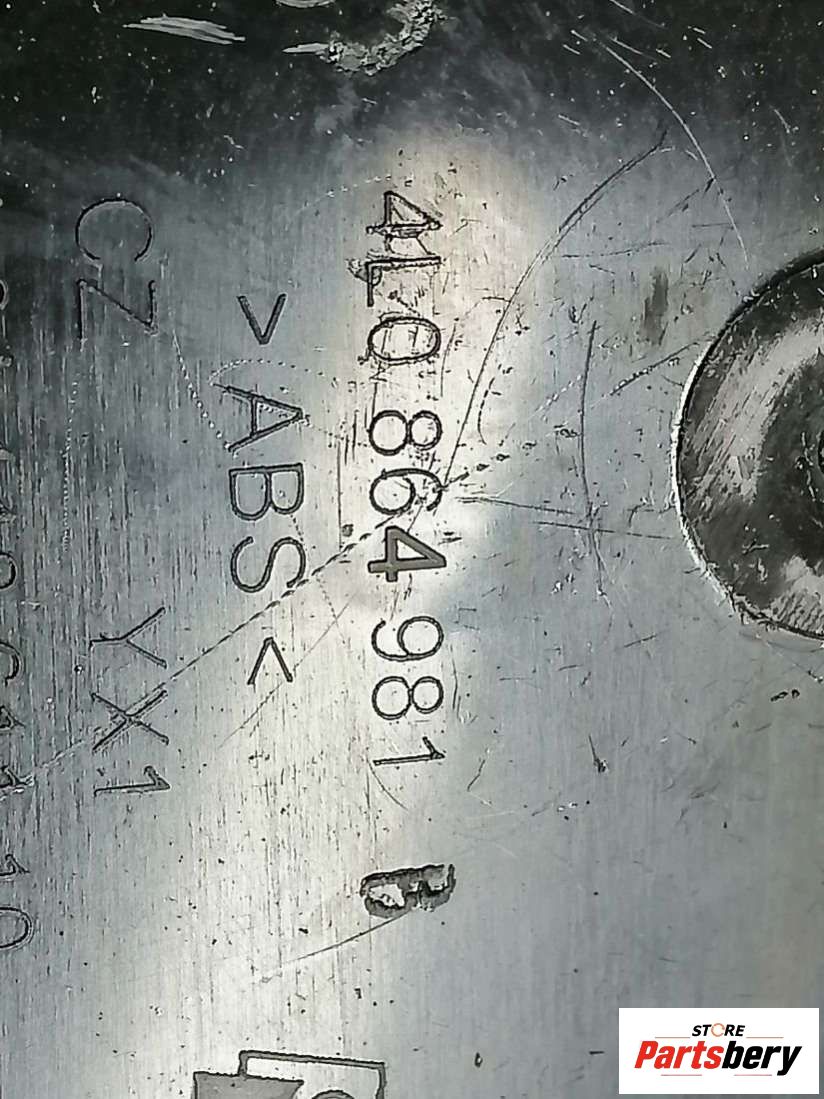 4L0 864 981
>ABS<
CZ YX1
STORE
Partsbery